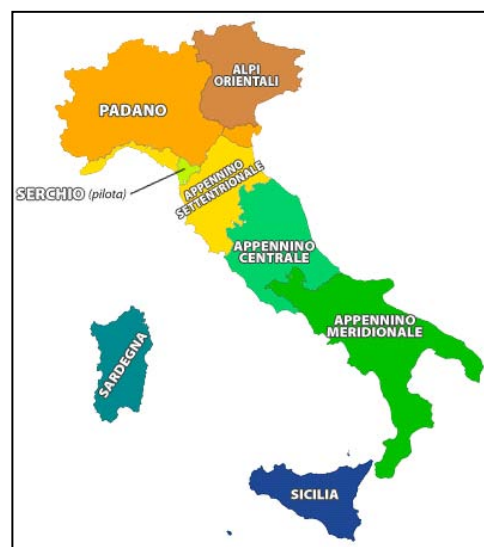 ALPI
ORIENTALI
PADANO
SERCHIO (pilota)
APPENNINO
SETTENTRIONALE
APPENNINO
CENTRALE
APPENNINO
MERIDIONALE
SARDEGNA
SICILIA